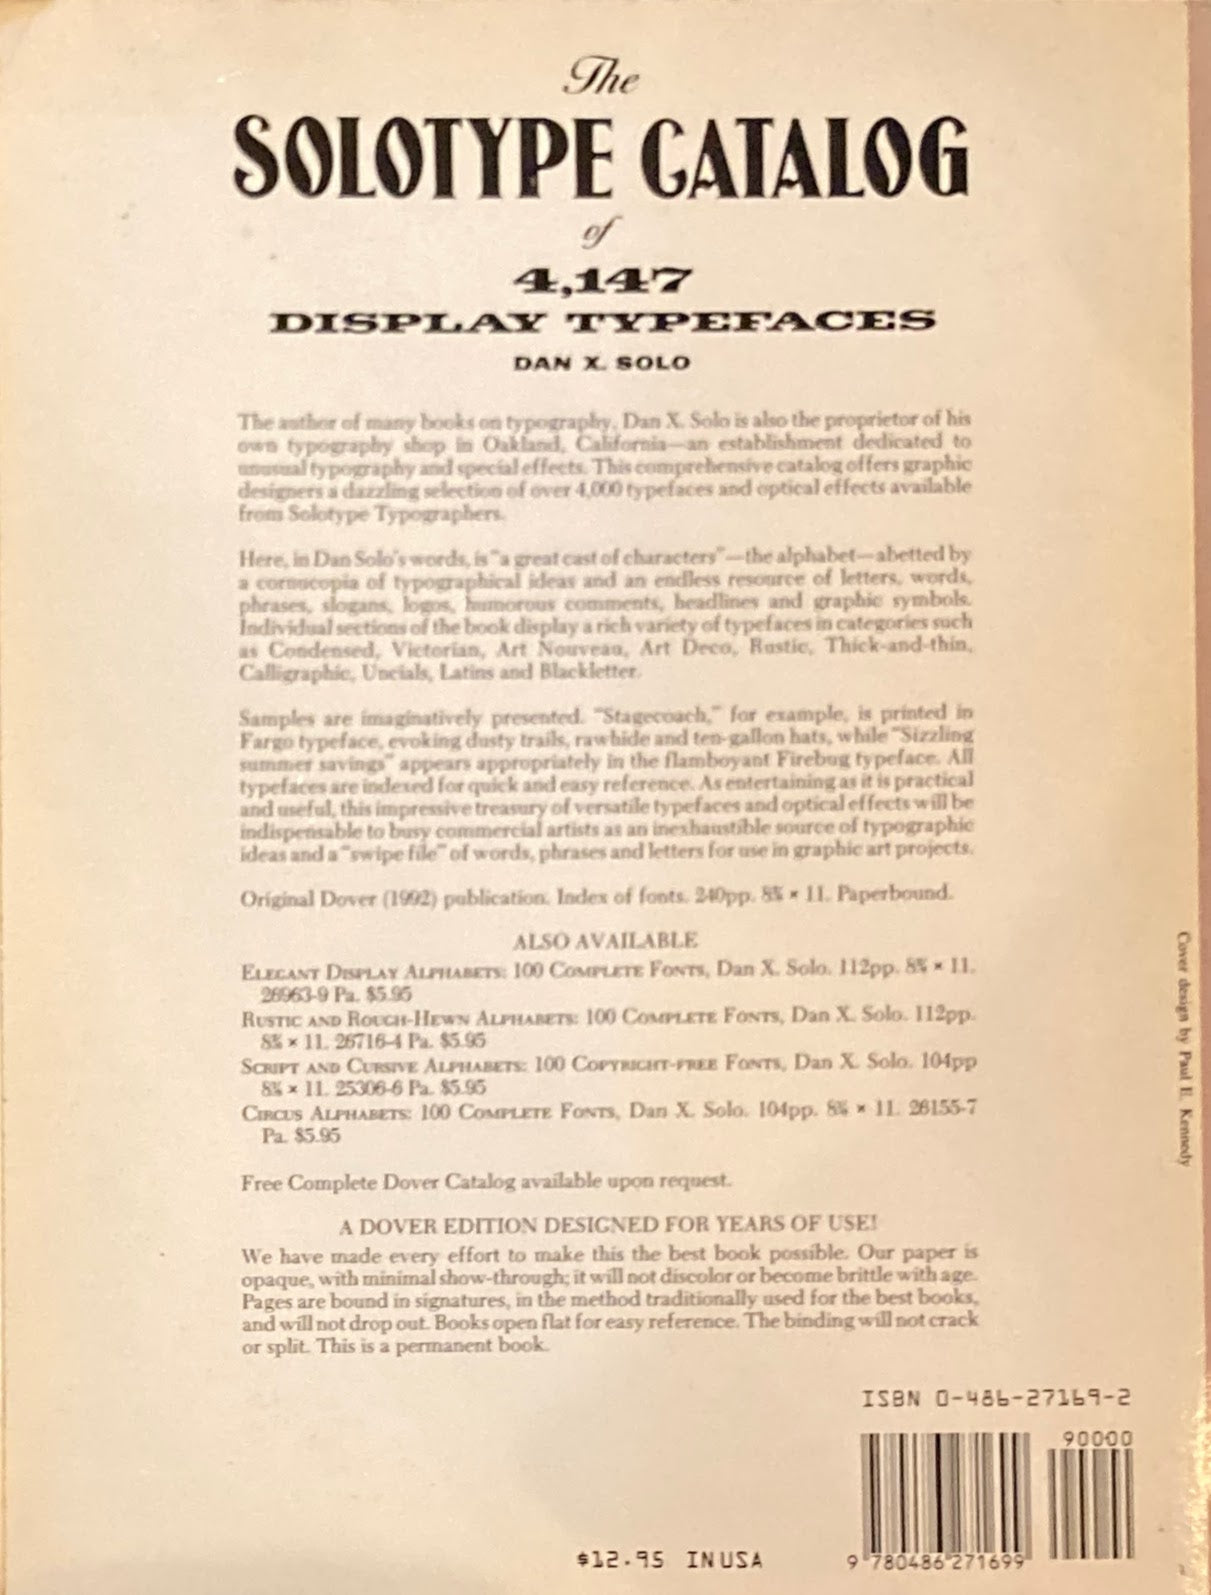 The
SOLOTYPE CATALOG
of
4,147
DISPLAY TYPEFACES
DAN X. SOLO
The author of many books on typography, Dan X. Solo is also the proprietor of his
own typography shop in Oakland, California—an establishment dedicated to
unusual typography and special effects. This comprehensive catalog offers graphic
designers a dazzling selection of over 4,000 typefaces and optical effects available
from Solotype Typographers.
Here, in Dan Solo's words, is "a great cast of characters"—the alphabet—abetted by
a cornucopia of typographical ideas and an endless resource of letters, words,
phrases, slogans, logos, humorous comments, headlines and graphic symbols.
Individual sections of the book display a rich variety of typefaces in categories such
as Condensed, Victorian, Art Nouveau, Art Deco, Rustic, Thick-and-thin,
Calligraphic, Uncials, Latins and Blackletter.
Samples are imaginatively presented. "Stagecoach," for example, is printed in
Fargo typeface, evoking dusty trails, rawhide and ten-gallon hats, while "Sizzling
summer savings" appears appropriately in the flamboyant Firebug typeface. All
typefaces are indexed for quick and easy reference. As entertaining as it is practical
and useful, this impressive treasury of versatile typefaces and optical effects will be
indispensable to busy commercial artists as an inexhaustible source of typographic
ideas and a "swipe file" of words, phrases and letters for use in graphic art projects.
Original Dover (1992) publication. Index of fonts. 240pp. 8⅜ × 11. Paperbound.
ALSO AVAILABLE
ELEGANT DISPLAY ALPHABETS: 100 COMPLETE FONTS, Dan X. Solo. 112pp. 8⅜ × 11.
26963-9 Pa. $5.95
RUSTIC AND ROUGH-HEWN ALPHABETS: 100 COMPLETE FONTS, Dan X. Solo. 112pp.
8⅜ × 11. 26716-4 Pa. $5.95
SCRIPT AND CURSIVE ALPHABETS: 100 COPYRIGHT-FREE FONTS, Dan X. Solo. 104pp
8⅜ × 11. 25306-6 Pa. $5.95
CIRCUS ALPHABETS: 100 COMPLETE FONTS, Dan X. Solo. 104pp. 8⅜ × 11. 26155-7
Pa. $5.95
Free Complete Dover Catalog available upon request.
A DOVER EDITION DESIGNED FOR YEARS OF USE!
We have made every effort to make this the best book possible. Our paper is
opaque, with minimal show-through; it will not discolor or become brittle with age.
Pages are bound in signatures, in the method traditionally used for the best books,
and will not drop out. Books open flat for easy reference. The binding will not crack
or split. This is a permanent book.
Cover design by Paul E. Kennedy
ISBN 0-486-27169-2
90000
9 780486 271699
$12.95 IN USA